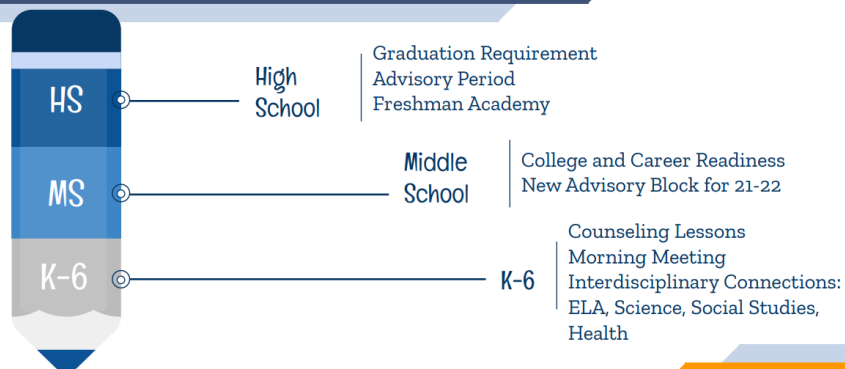 HS
High
School
Graduation Requirement
Advisory Period
Freshman Academy
MS
Middle
School
College and Career Readiness
New Advisory Block for 21-22
K-6
K-6
Counseling Lessons
Morning Meeting
Interdisciplinary Connections:
ELA, Science, Social Studies,
Health